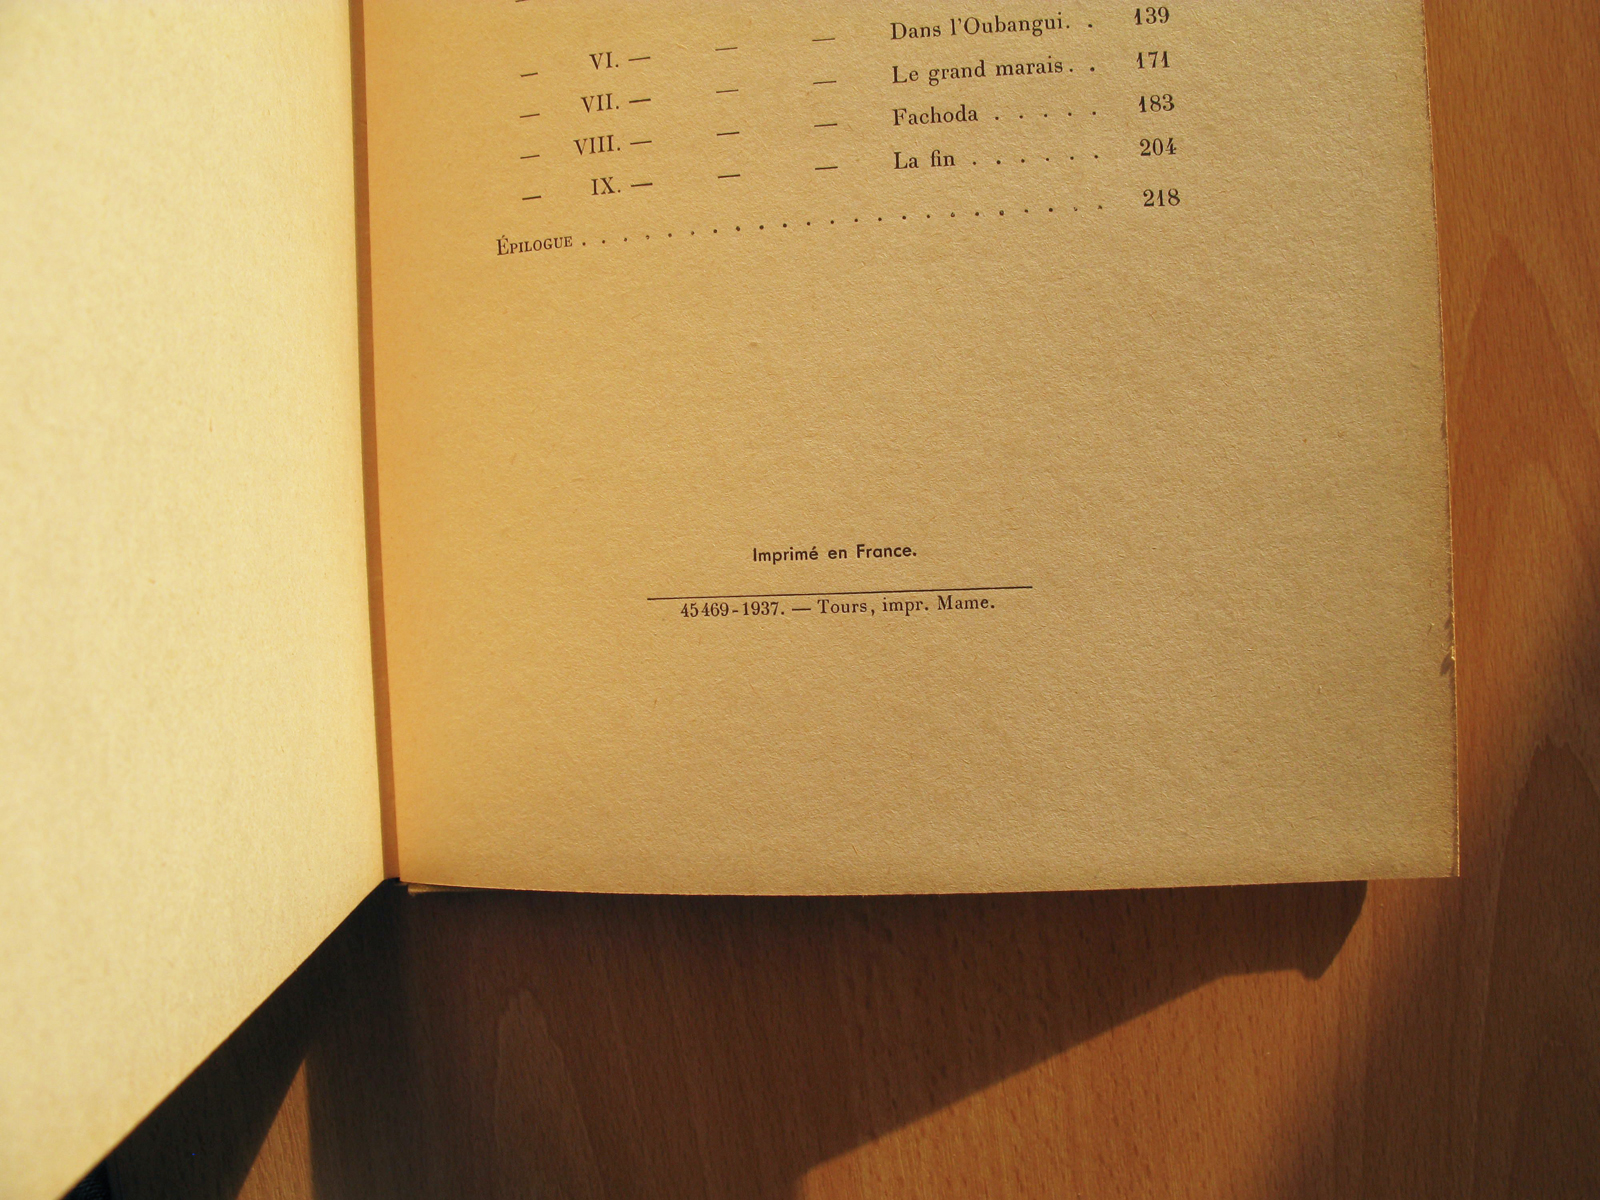 — VI. — — — Dans l'Oubangui. . 139
— VII. — — — Le grand marais. . 171
— VIII. — — — Fachoda . . . . . 183
— IX. — — — La fin . . . . . . 204
ÉPILOGUE . . . . . . . . . . . . . . . . . . . . . . . 218
Imprimé en France.
45469-1937. — Tours, impr. Mame.